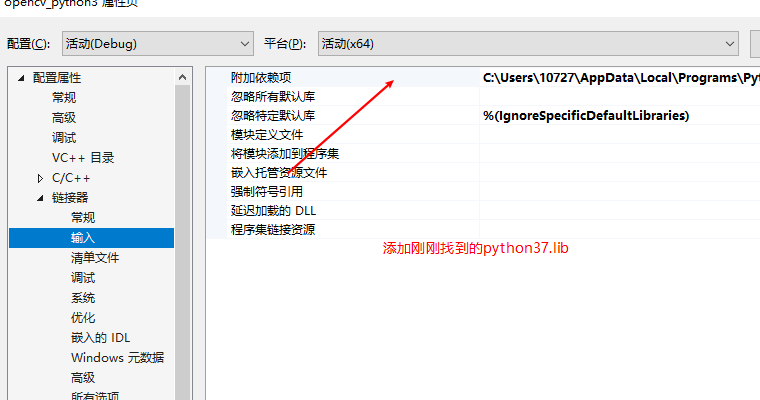 opencv_python3 属性页
配置(C): 活动(Debug) 平台(P): 活动(x64)
配置属性
常规
高级
调试
VC++ 目录
C/C++
链接器
常规
输入
清单文件
调试
系统
优化
嵌入的 IDL
Windows 元数据
高级
所有选项
附加依赖项 C:\Users\10727\AppData\Local\Programs\Pyt
忽略所有默认库
忽略特定默认库 %(IgnoreSpecificDefaultLibraries)
模块定义文件
将模块添加到程序集
嵌入托管资源文件
强制符号引用
延迟加载的 DLL
程序集链接资源
添加刚刚找到的python37.lib